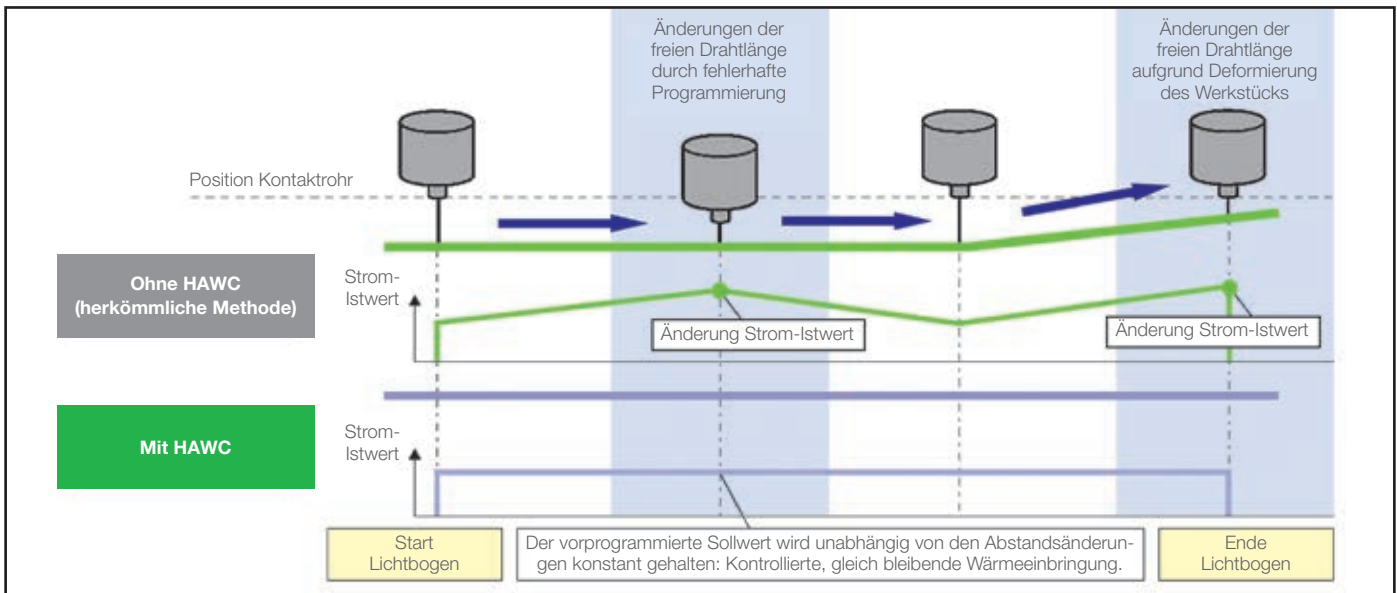 Änderungen der
freien Drahtlänge
durch fehlerhafte
Programmierung
Änderungen der
freien Drahtlänge
aufgrund Deformierung
des Werkstücks
Position Kontaktrohr
Ohne HAWC
(herkömmliche Methode)
Strom-
Istwert
Änderung Strom-Istwert
Änderung Strom-Istwert
Mit HAWC
Strom-
Istwert
Start
Lichtbogen
Der vorprogrammierte Sollwert wird unabhängig von den Abstandsänderun-
gen konstant gehalten: Kontrollierte, gleich bleibende Wärmeeinbringung.
Ende
Lichtbogen